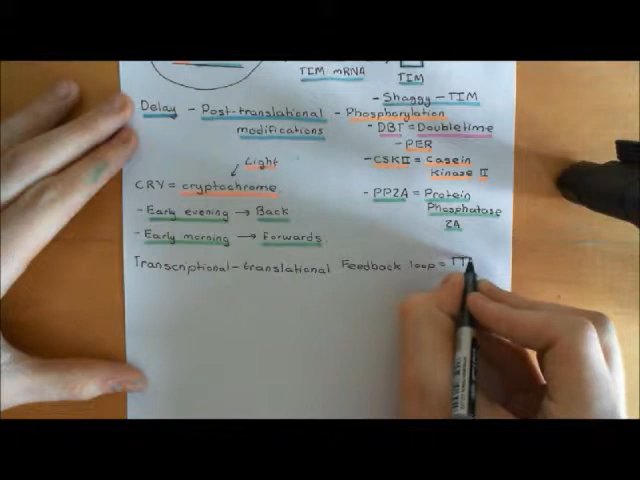 TIM mRNA
TIM
Delay - Post-translational modifications - Phosphorylation
- Shaggy - TIM
- DBT = Doubletime
- PER
- CSKII = Casein Kinase II
- PP2A = Protein Phosphatase 2A
Light
CRY = cryptochrome
- Early evening → Back
- Early morning → Forwards
Transcriptional-translational Feedback loop = TT